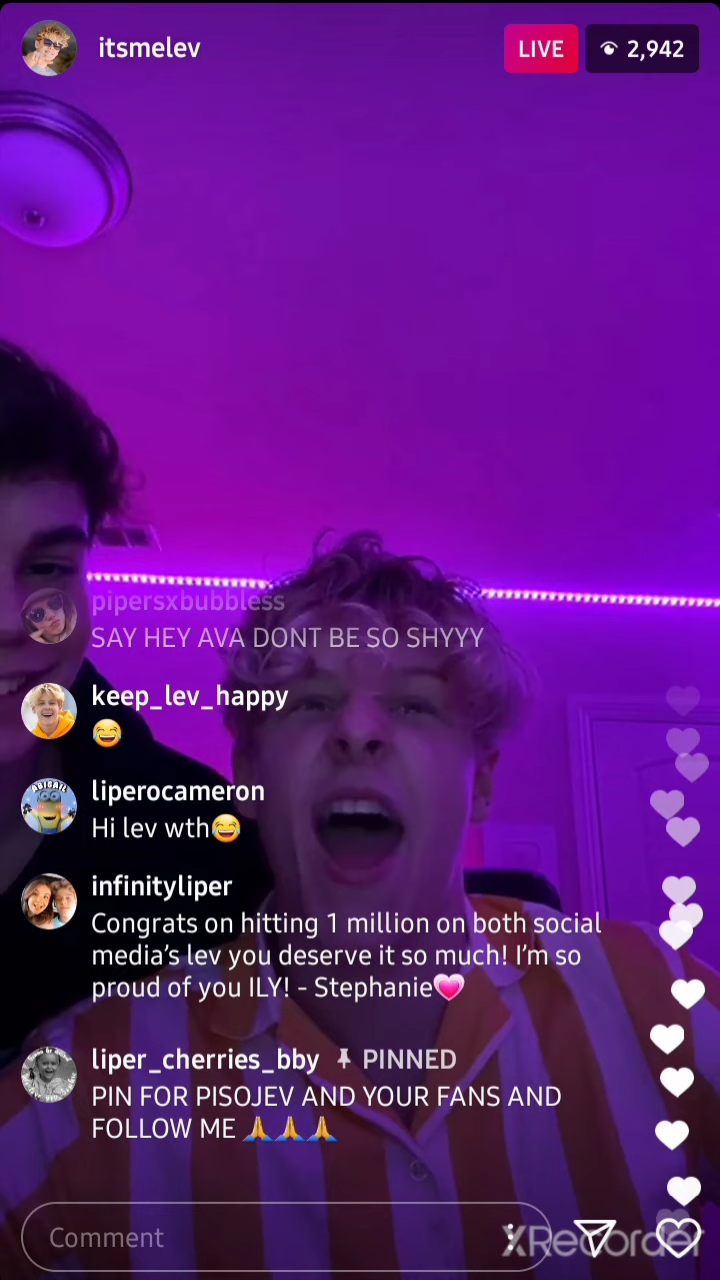 itsmelev
LIVE
2,942
pipersxbubbless
SAY HEY AVA DONT BE SO SHYYY
keep_lev_happy
😂
liperocameron
Hi lev wth😂
infinityliper
Congrats on hitting 1 million on both social
media’s lev you deserve it so much! I’m so
proud of you ILY! - Stephanie💗
liper_cherries_bby PINNED
PIN FOR PISOJEV AND YOUR FANS AND
FOLLOW ME 🙏🙏🙏
Comment
XRecorder
ABIGAIL